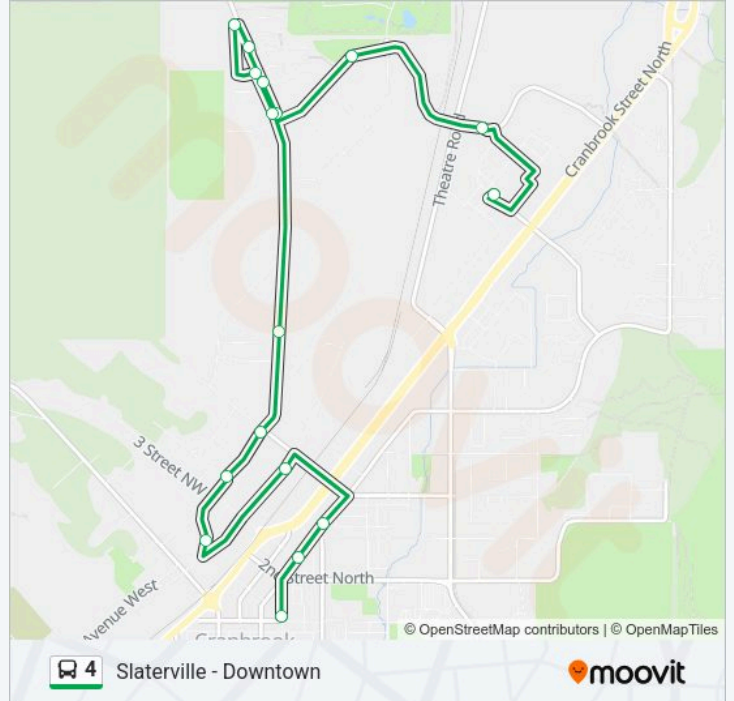 Cranbrook Street North
Theatre Road
3 Street NW
2nd Street North
Avenue West
Cranbrook
© OpenStreetMap contributors | © OpenMapTiles
4 Slaterville - Downtown
moovit
moovit